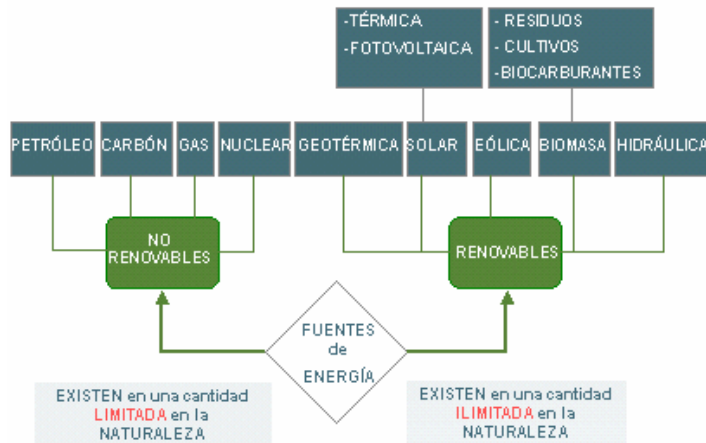 -TÉRMICA
-FOTOVOLTAICA
- RESIDUOS
- CULTIVOS
-BIOCARBURANTES
PETRÓLEO
CARBÓN
GAS
NUCLEAR
GEOTÉRMICA
SOLAR
EÓLICA
BIOMASA
HIDRÁULICA
NO
RENOVABLES
RENOVABLES
FUENTES
de
ENERGÍA
EXISTEN en una cantidad
LIMITADA en la
NATURALEZA
EXISTEN en una cantidad
ILIMITADA en la
NATURALEZA